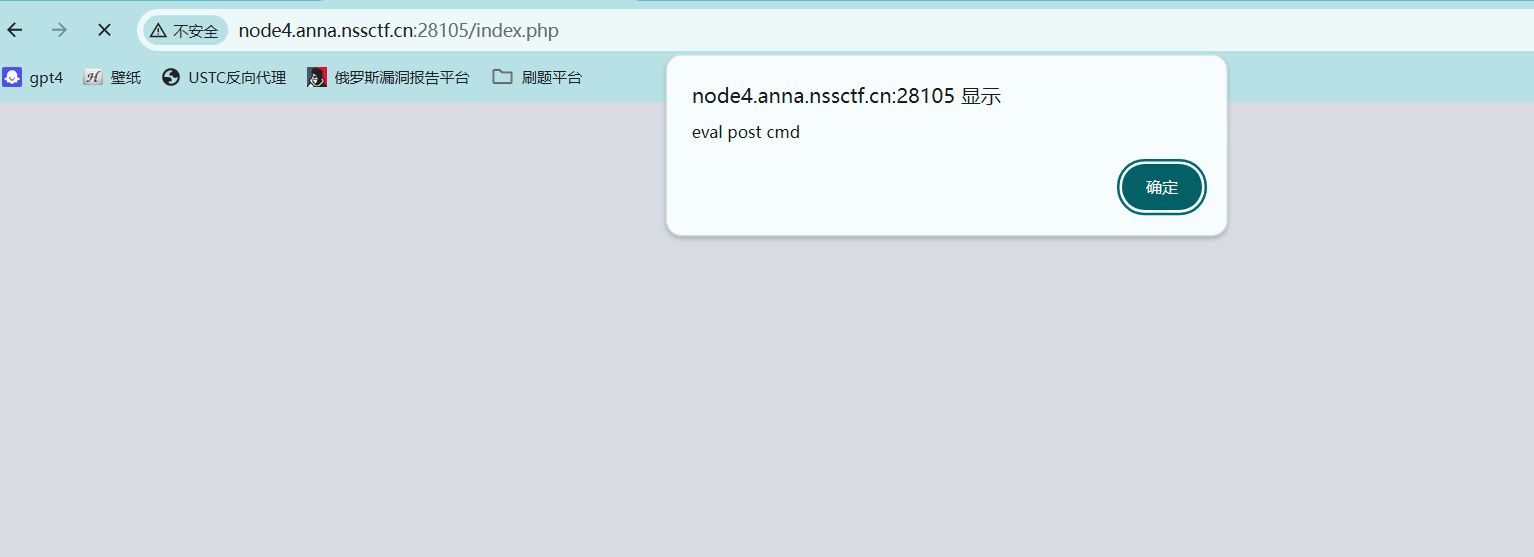 不安全 node4.anna.nssctf.cn:28105/index.php
gpt4 壁纸 USTC反向代理 俄罗斯漏洞报告平台 刷题平台
node4.anna.nssctf.cn:28105 显示
eval post cmd
确定